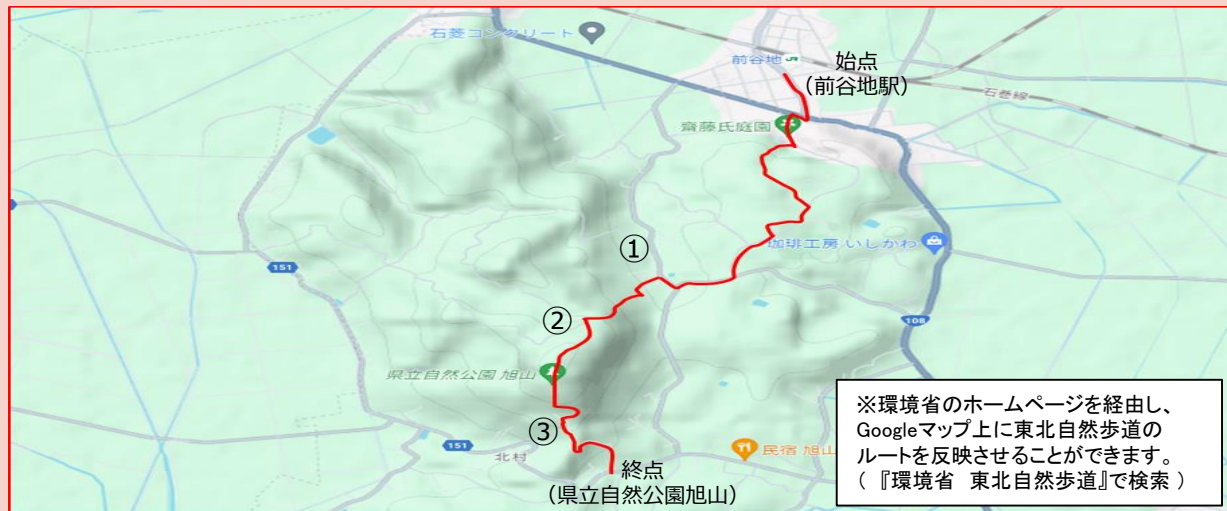 石菱コンクリート
前谷地
JR
始点
(前谷地駅)
石巻線
齋藤氏庭園
①
珈琲工房 いしかわ
151
②
108
県立自然公園 旭山
③
151
北村
民宿 旭山
終点
(県立自然公園旭山)
※環境省のホームページを経由し、
Googleマップ上に東北自然歩道の
ルートを反映させることができます。
(『環境省 東北自然歩道』で検索)